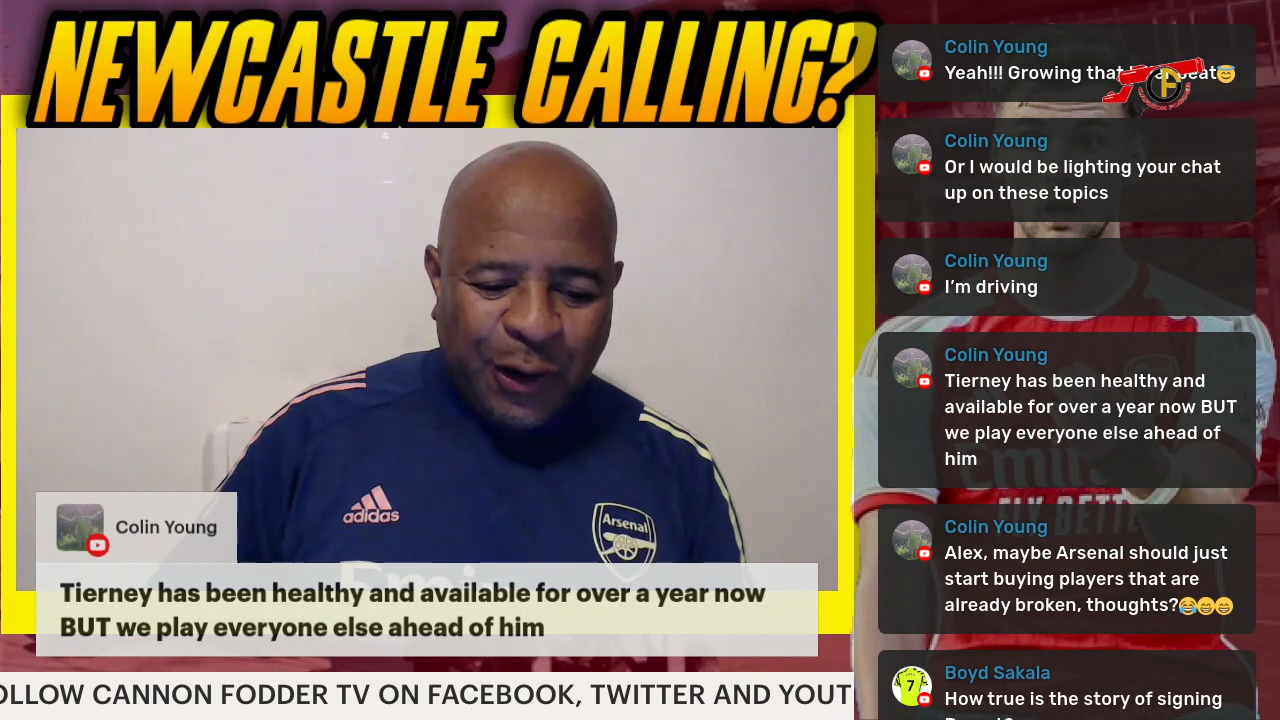 NEWCASTLE CALLING?
adidas
Arsenal
Colin Young
Tierney has been healthy and available for over a year now
BUT we play everyone else ahead of him
OLLOW CANNON FODDER TV ON FACEBOOK, TWITTER AND YOUT
Colin Young
Yeah!!! Growing that 😇
Colin Young
Or I would be lighting your chat
up on these topics
Colin Young
I’m driving
Colin Young
Tierney has been healthy and
available for over a year now BUT
we play everyone else ahead of
him
Colin Young
Alex, maybe Arsenal should just
start buying players that are
already broken, thoughts?😂😁😁
Boyd Sakala
7
How true is the story of signing
FLY BETTE